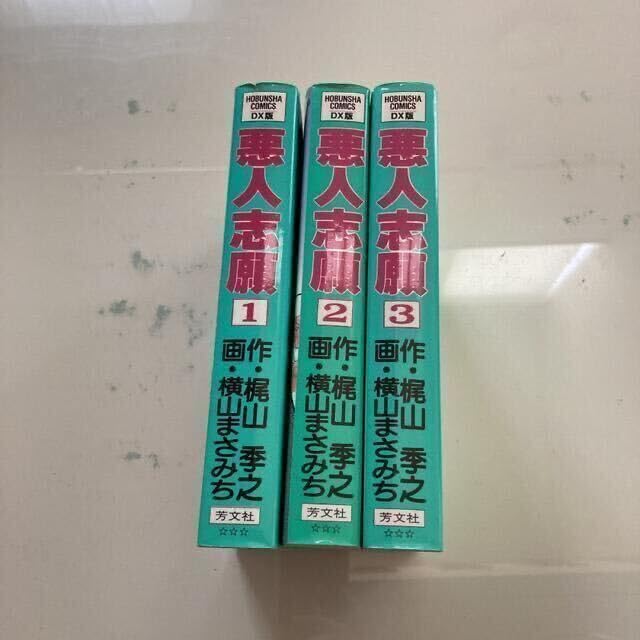 HOBUNSHA
COMICS
DX版
悪人志願
1
作・梶山季之
画・横山まさみち
芳文社
☆☆☆
HOBUNSHA
COMICS
DX版
悪人志願
2
作・梶山季之
画・横山まさみち
芳文社
☆☆☆
HOBUNSHA
COMICS
DX版
悪人志願
3
作・梶山季之
画・横山まさみち
芳文社
☆☆☆